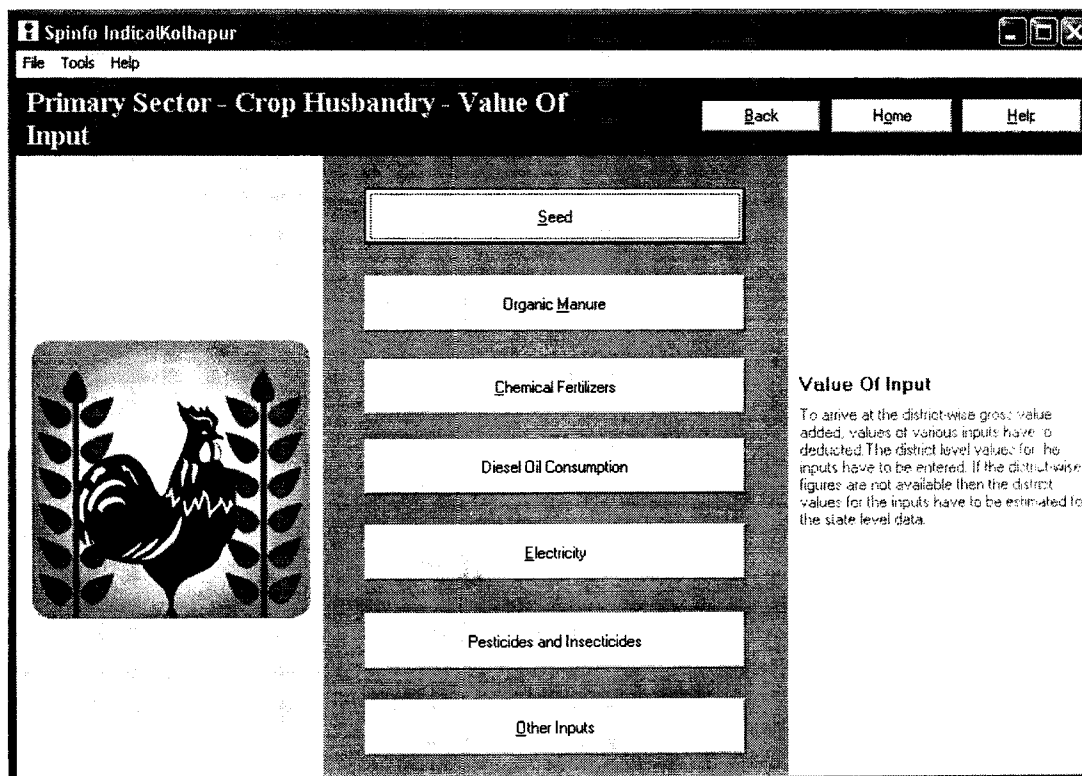 Spinfo IndicalKolhapur
File Tools Help
Primary Sector - Crop Husbandry - Value Of
Input
Back Home Help
Seed
Organic Manure
Chemical Fertilizers
Diesel Oil Consumption
Electricity
Pesticides and Insecticides
Other Inputs
Value Of Input
To arrive at the district-wise gross value
added, values of various inputs have to
deducted.The district level values for the
inputs have to be entered. If the district-wise
figures are not available then the district
values for the inputs have to be estimated
the state level data.